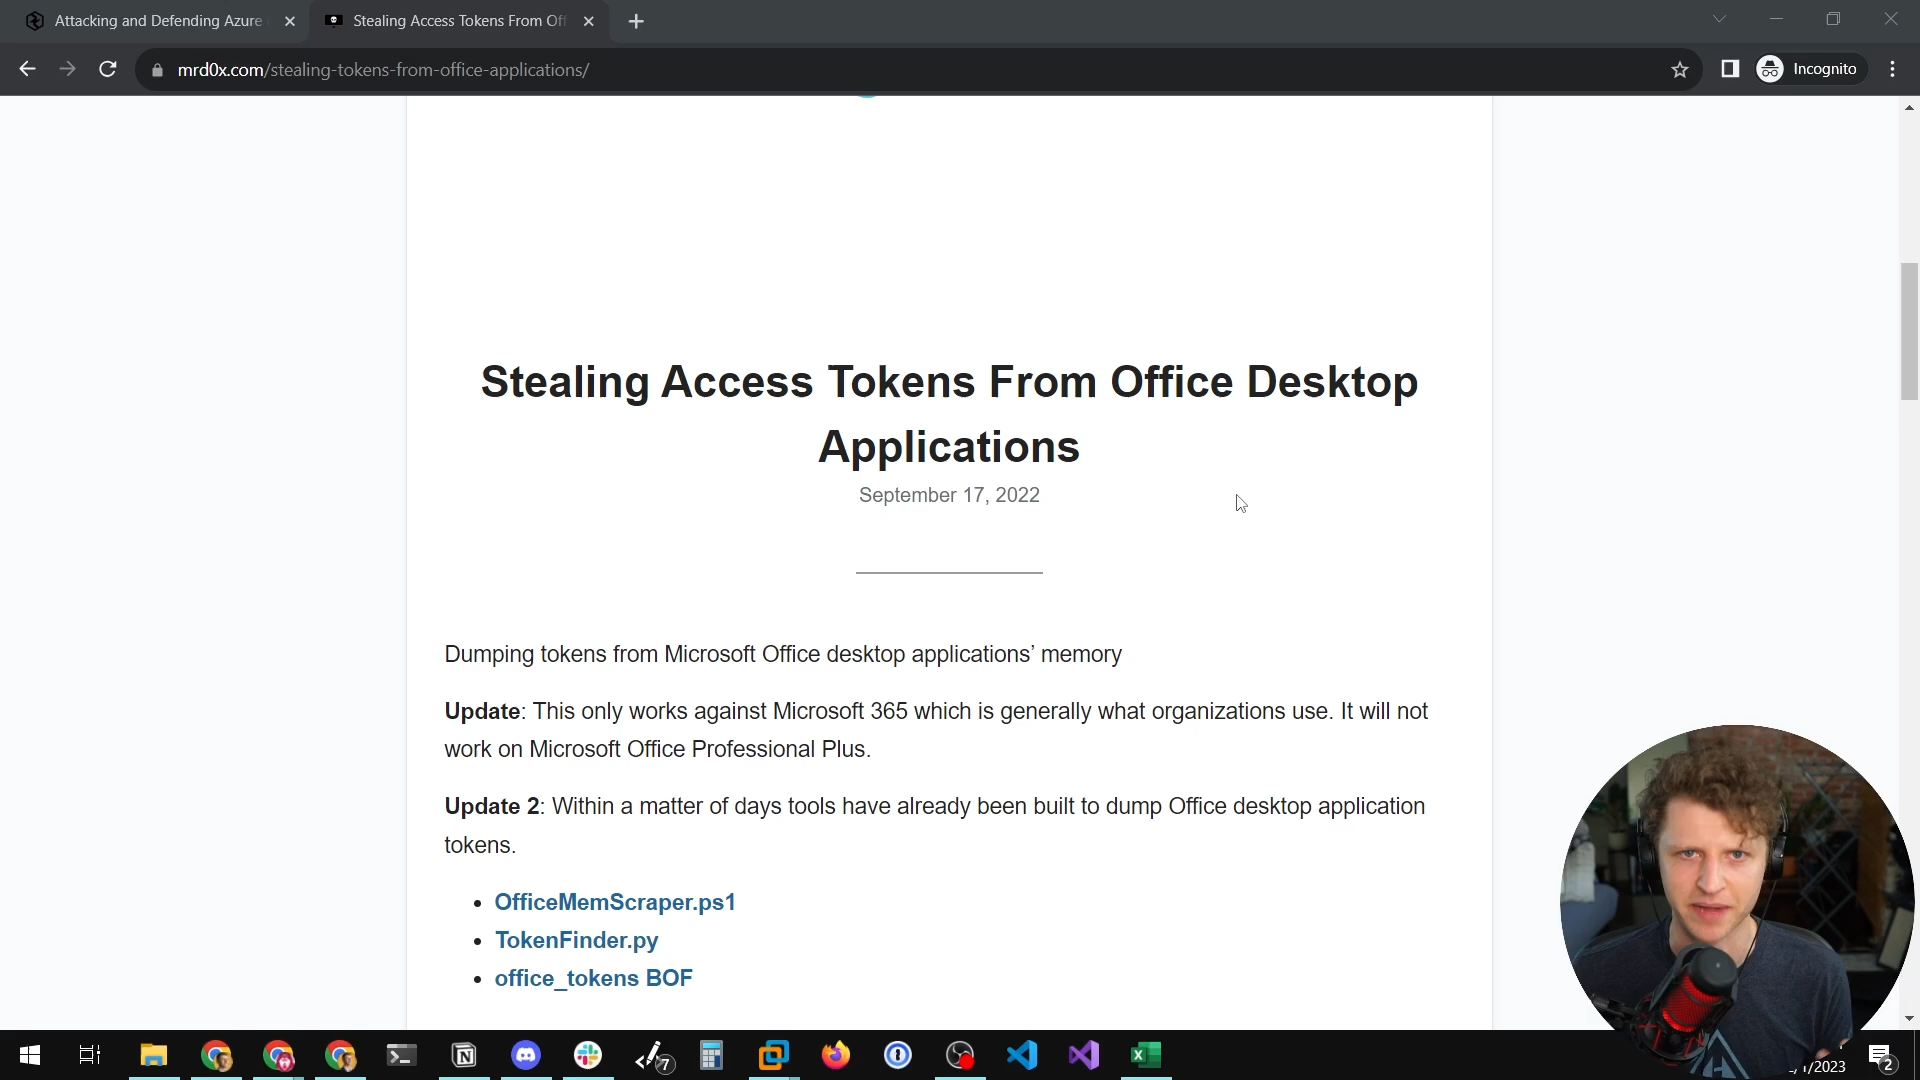 Attacking and Defending Azure
Stealing Access Tokens From Off
mrd0x.com/stealing-tokens-from-office-applications/
Incognito
Stealing Access Tokens From Office Desktop
Applications
September 17, 2022
Dumping tokens from Microsoft Office desktop applications’ memory
Update: This only works against Microsoft 365 which is generally what organizations use. It will not
work on Microsoft Office Professional Plus.
Update 2: Within a matter of days tools have already been built to dump Office desktop application
tokens.
• OfficeMemScraper.ps1
• TokenFinder.py
• office_tokens BOF
7
/1/2023
2